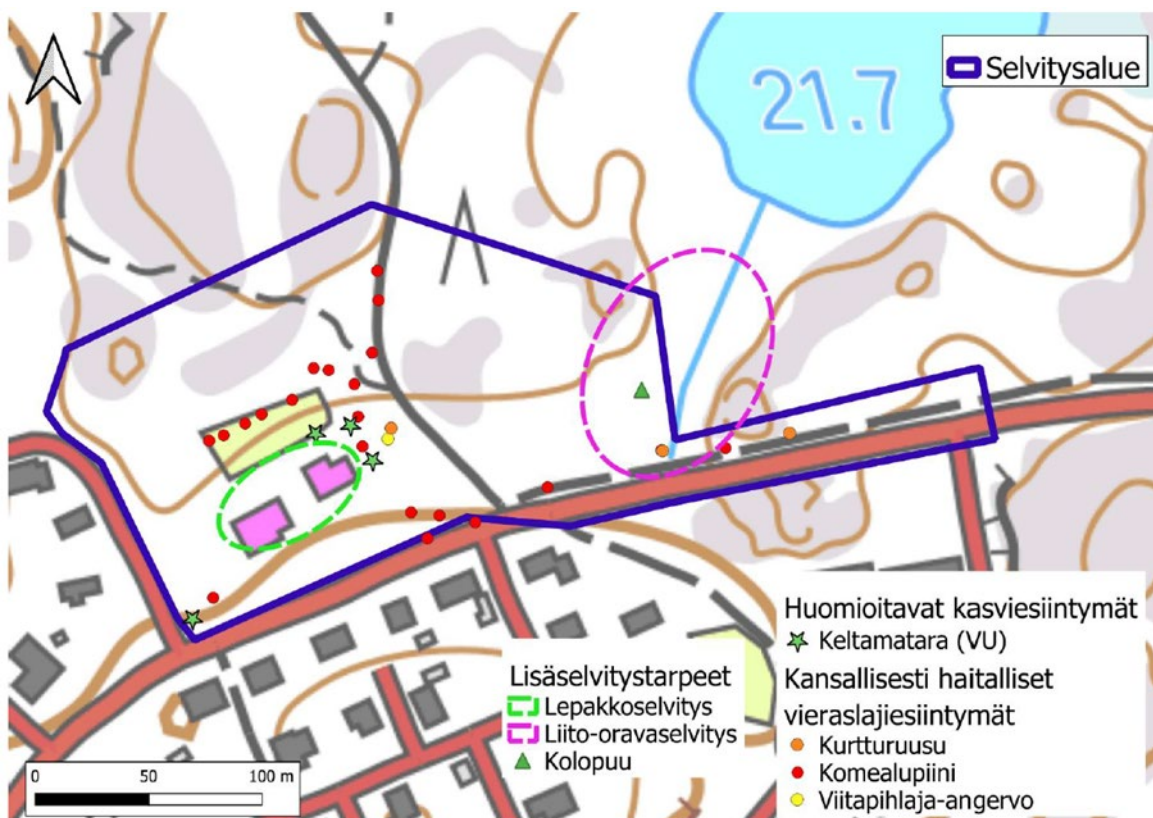 Selvitysalue
21.7
Huomioitavat kasviesiintymät
Keltamatara (VU)
Kansallisesti haitalliset
vieraslajiesiintymät
Kurtturuusu
Komealupiini
Viitapihlaja-angervo
Lisäselvitystarpeet
Lepakkoselvitys
Liito-oravaselvitys
Kolopuu
0 50 100 m